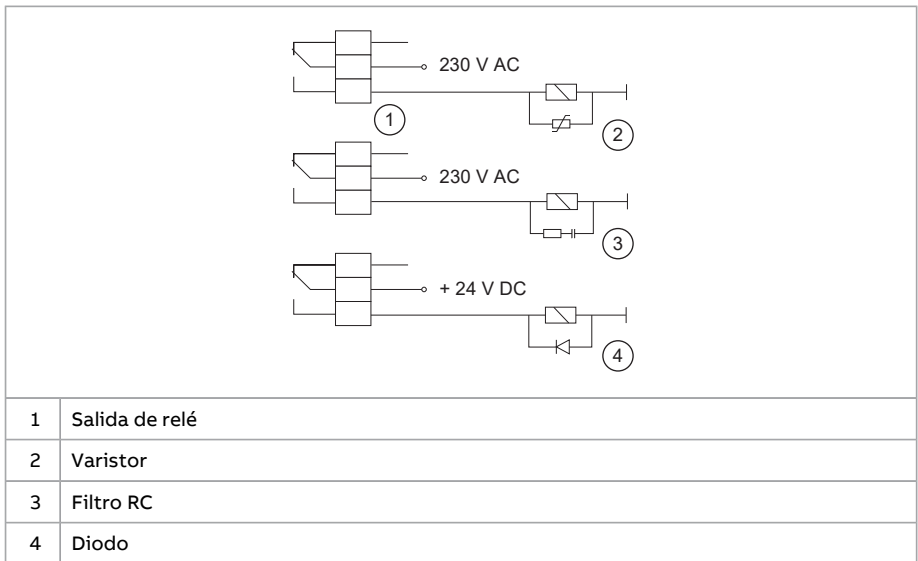 230 V AC
1
2
230 V AC
3
+ 24 V DC
4
1 Salida de relé
2 Varistor
3 Filtro RC
4 Diodo